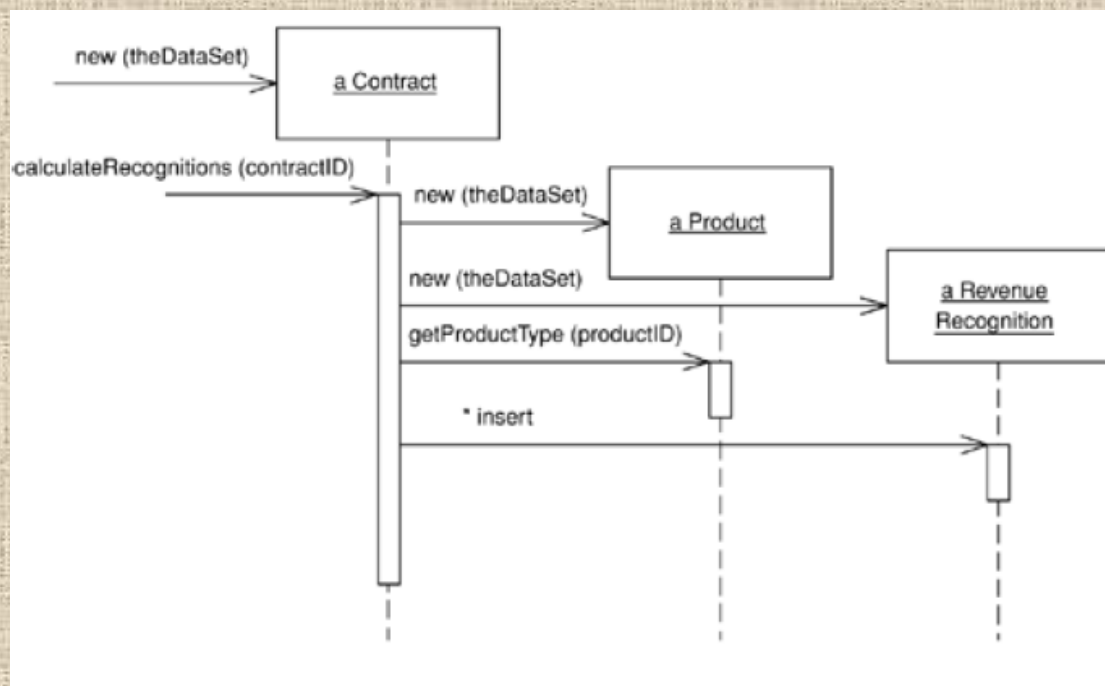 new (theDataSet)
a Contract
calculateRecognitions (contractID)
new (theDataSet)
a Product
new (theDataSet)
a Revenue
Recognition
getProductType (productID)
* insert